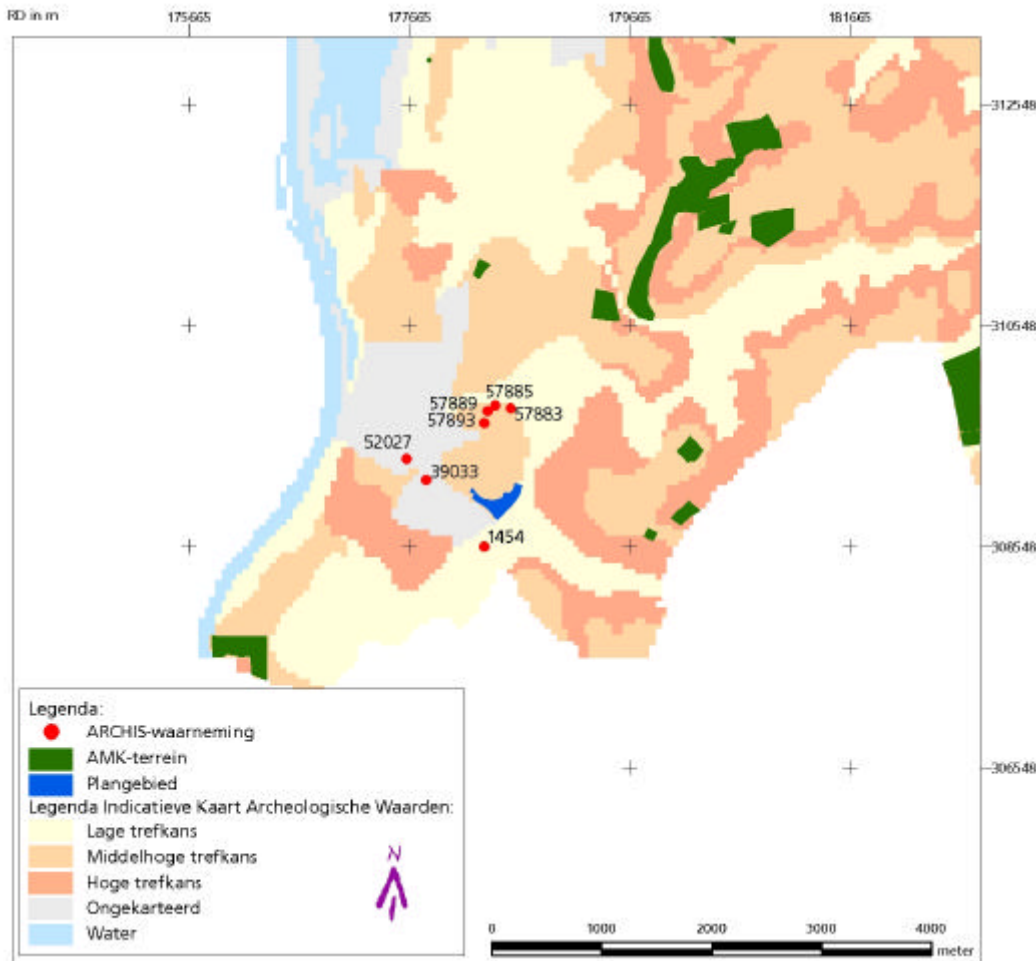 RD in m
175665 177665 179665 181665
312548
310548
57885
57889 57883
57893
52027
39033
1454
308548
306548
Legenda:
ARCHIS-waarneming
AMK-terrein
Plangebied
Legenda Indicatieve Kaart Archeologische Waarden:
Lage trefkans
Middelhoge trefkans
Hoge trefkans
Ongekarteerd
Water
N
0 1000 2000 3000 4000
meter